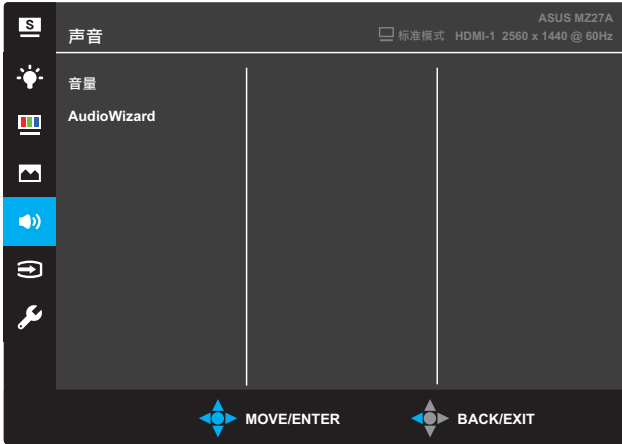 S
ASUS MZ27A
声音
标准模式 HDMI-1 2560 x 1440 @ 60Hz
音量
AudioWizard
MOVE/ENTER
BACK/EXIT